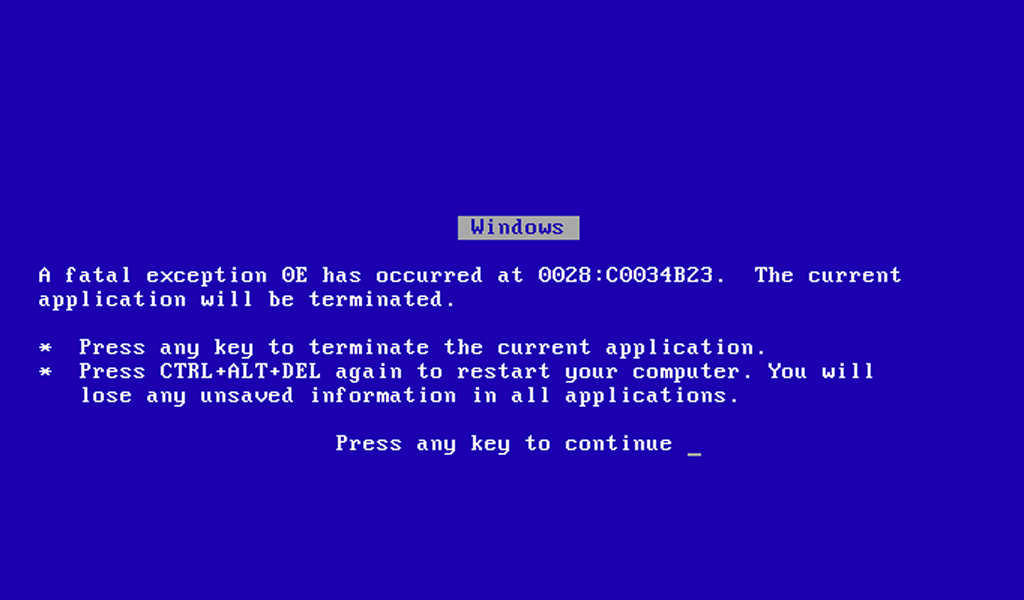 Windows
A fatal exception 0E has occurred at 0028:C0034B23.  The current
application will be terminated.
*  Press any key to terminate the current application.
*  Press CTRL+ALT+DEL again to restart your computer. You will
   lose any unsaved information in all applications.
Press any key to continue _